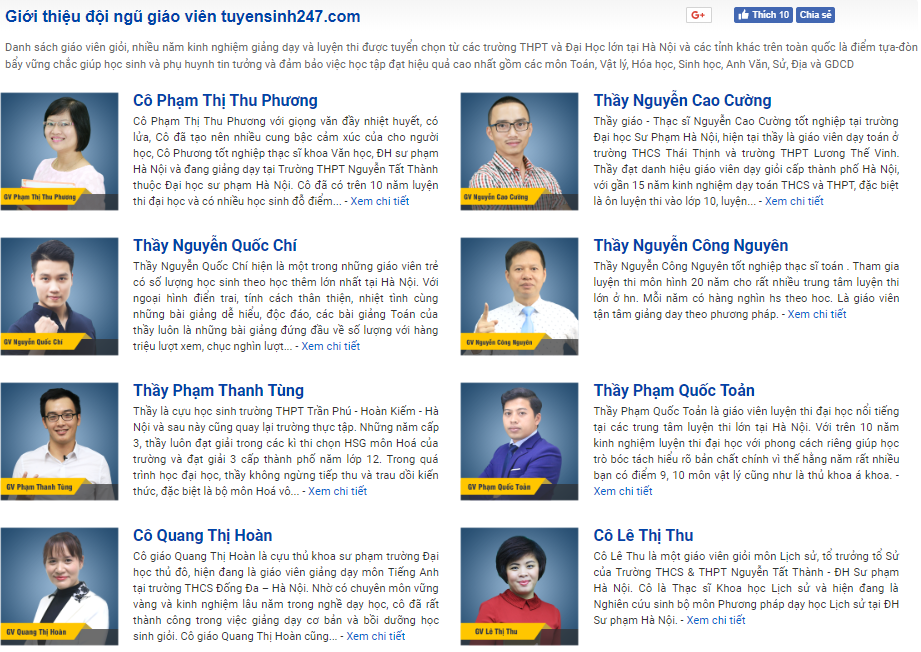 Giới thiệu đội ngũ giáo viên tuyensinh247.com
G+
Thích 10
Chia sẻ
Danh sách giáo viên giỏi, nhiều năm kinh nghiệm giảng dạy và luyện thi được tuyển chọn từ các trường THPT và Đại Học lớn tại Hà Nội và các tỉnh khác trên toàn quốc là điểm tựa-đòn
bẩy vững chắc giúp học sinh và phụ huynh tin tưởng và đảm bảo việc học tập đạt hiệu quả cao nhất gồm các môn Toán, Vật lý, Hóa học, Sinh học, Anh Văn, Sử, Địa và GDCD
GV Phạm Thị Thu Phương
Cô Phạm Thị Thu Phương
Cô Phạm Thị Thu Phương với giọng văn đầy nhiệt huyết, có
lửa, Cô đã tạo nên nhiều cung bậc cảm xúc của cho người
học, Cô Phương tốt nghiệp thạc sĩ khoa Văn học, ĐH sư phạm
Hà Nội và đang giảng dạy tại Trường THPT Nguyễn Tất Thành
thuộc Đại học sư phạm Hà Nội. Cô đã có trên 10 năm luyện
thi đại học và có nhiều học sinh đỗ điểm... - Xem chi tiết
GV Nguyễn Cao Cường
Thầy Nguyễn Cao Cường
Thầy giáo - Thạc sĩ Nguyễn Cao Cường tốt nghiệp tại trường
Đại học Sư Phạm Hà Nội, hiện tại thầy là giáo viên dạy toán ở
trường THCS Thái Thịnh và trường THPT Lương Thế Vinh.
Thầy đạt danh hiệu giáo viên dạy giỏi cấp thành phố Hà Nội,
với gần 15 năm kinh nghiệm dạy toán THCS và THPT, đặc biệt
là ôn luyện thi vào lớp 10, luyện... - Xem chi tiết
GV Nguyễn Quốc Chí
Thầy Nguyễn Quốc Chí
Thầy Nguyễn Quốc Chí hiện là một trong những giáo viên trẻ
có số lượng học sinh theo học thêm lớn nhất tại Hà Nội. Với
ngoại hình điển trai, tính cách thân thiện, nhiệt tình cùng
những bài giảng dễ hiểu, độc đáo, các bài giảng Toán của
thầy luôn là những bài giảng đứng đầu về số lượng với hàng
triệu lượt xem, chục nghìn lượt... - Xem chi tiết
GV Nguyễn Công Nguyên
Thầy Nguyễn Công Nguyên
Thầy Nguyễn Công Nguyên tốt nghiệp thạc sĩ toán . Tham gia
luyện thi môn hình 20 năm cho rất nhiều trung tâm luyện thi
lớn ở hn. Mỗi năm có hàng nghìn hs theo hoc. Là giáo viên
tận tâm giảng day theo phương pháp. - Xem chi tiết
GV Phạm Thanh Tùng
Thầy Phạm Thanh Tùng
Thầy là cựu học sinh trường THPT Trần Phú - Hoàn Kiếm - Hà
Nội và sau này cũng quay lại trường thực tập. Những năm cấp
3, thầy luôn đạt giải trong các kì thi chọn HSG môn Hoá của
trường và đạt giải 3 cấp thành phố năm lớp 12. Trong quá
trình học đại học, thầy không ngừng tiếp thu và trau dồi kiến
thức, đặc biệt là bộ môn Hoá vô... - Xem chi tiết
GV Phạm Quốc Toản
Thầy Phạm Quốc Toản
Thầy Phạm Quốc Toản là giáo viên luyện thi đại học nổi tiếng
tại các trung tâm luyện thi lớn tại Hà Nội. Với trên 10 năm
kinh nghiệm luyện thi đại học với phong cách riêng giúp học
trò bóc tách hiểu rõ bản chất chính vì thế hằng năm rất nhiều
bạn có điểm 9, 10 môn vật lý cũng như là thủ khoa á khoa. -
Xem chi tiết
GV Quang Thị Hoàn
Cô Quang Thị Hoàn
Cô giáo Quang Thị Hoàn là cựu thủ khoa sư phạm trường Đại
học thủ đô, hiện đang là giáo viên giảng dạy môn Tiếng Anh
tại trường THCS Đống Đa – Hà Nội. Nhờ có chuyên môn vững
vàng và kinh nghiệm lâu năm trong nghề dạy học, cô đã rất
thành công trong việc giảng dạy cơ bản và bồi dưỡng học
sinh giỏi. Cô giáo Quang Thị Hoàn cũng... - Xem chi tiết
GV Lê Thị Thu
Cô Lê Thị Thu
Cô Lê Thu là một giáo viên giỏi môn Lịch sử, tổ trưởng tổ Sử
của Trường THCS & THPT Nguyễn Tất Thành - ĐH Sư phạm
Hà Nội. Cô là Thạc sĩ Khoa học Lịch sử và hiện đang là
Nghiên cứu sinh bộ môn Phương pháp dạy học Lịch sử tại ĐH
Sư phạm Hà Nội. - Xem chi tiết